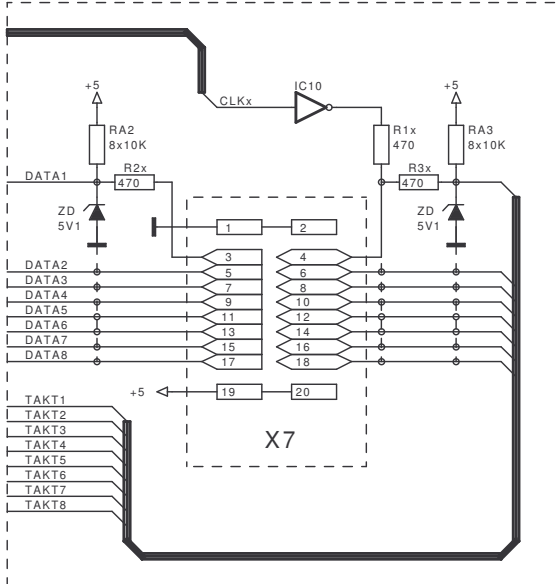 IC10
CLKx
+5
RA2
8x10K
R1x
470
+5
RA3
8x10K
DATA1
R2x
470
R3x
470
ZD
5V1
ZD
5V1
1 2
3 4
DATA2 5 6
DATA3 7 8
DATA4 9 10
DATA5 11 12
DATA6 13 14
DATA7 15 16
DATA8 17 18
+5 19 20
TAKT1
TAKT2
TAKT3
TAKT4
TAKT5
TAKT6
TAKT7
TAKT8
X7